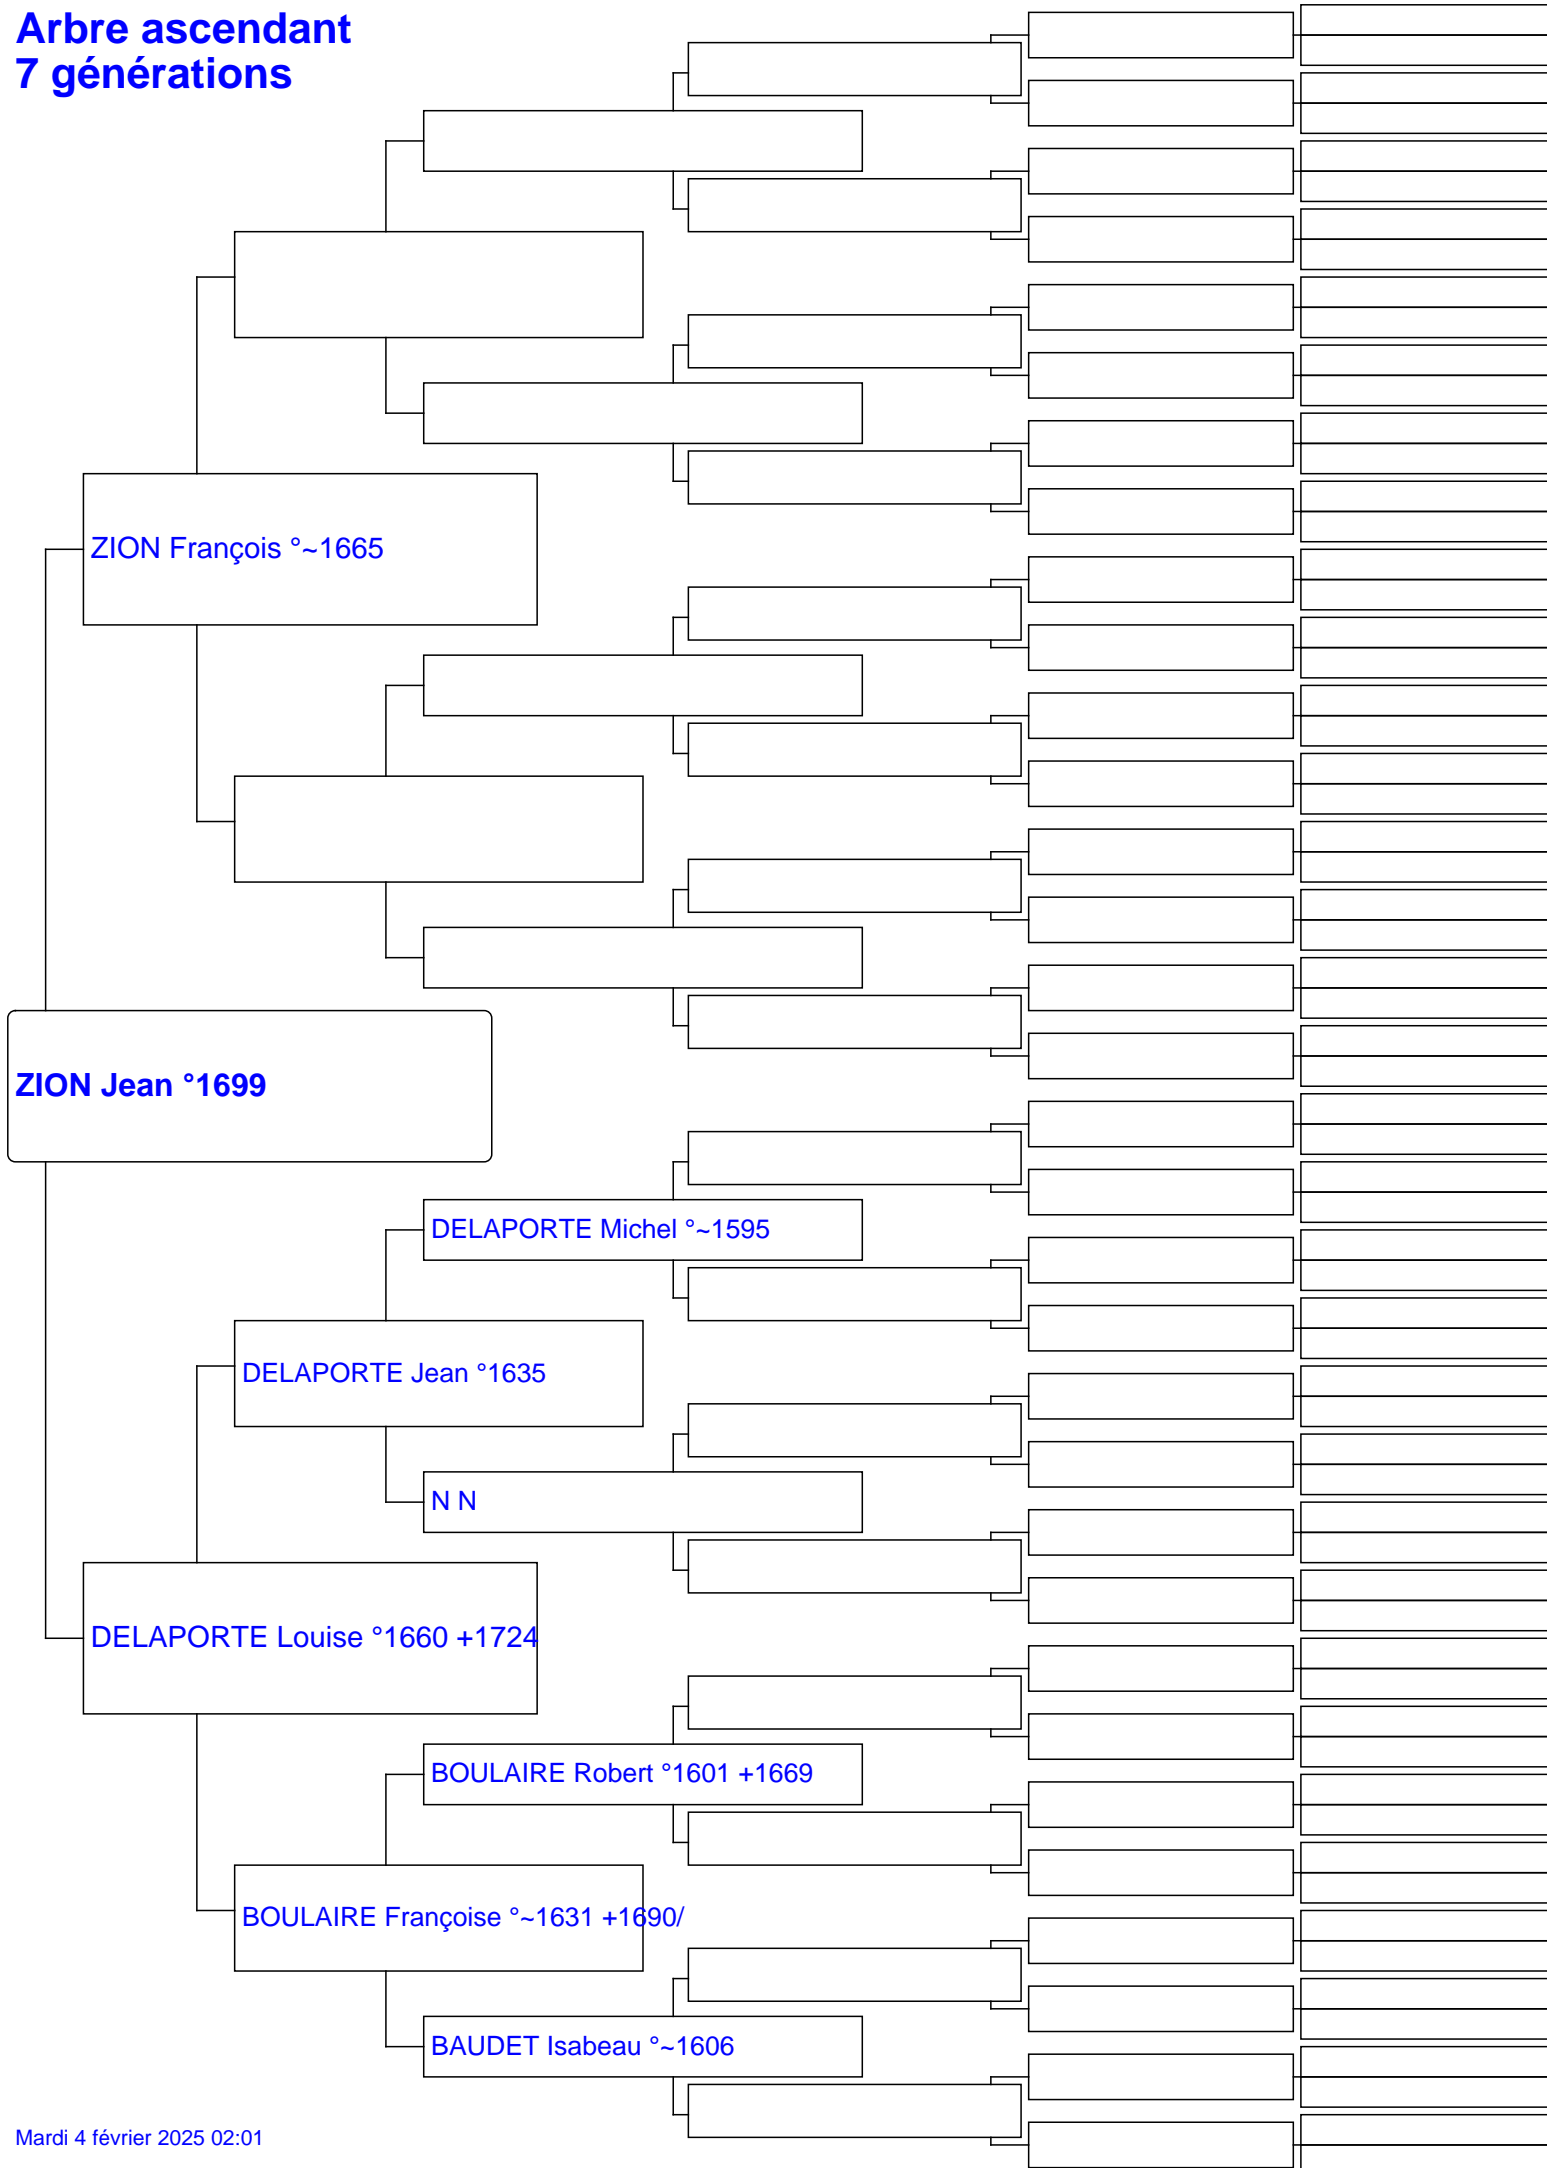 Arbre ascendant
7 générations
ZION François °~1665
ZION Jean °1699
DELAPORTE Michel °~1595
DELAPORTE Jean °1635
N N
DELAPORTE Louise °1660 +1724
BOULAIRE Robert °1601 +1669
BOULAIRE Françoise °~1631 +1690/
BAUDET Isabeau °~1606
Mardi 4 février 2025 02:01